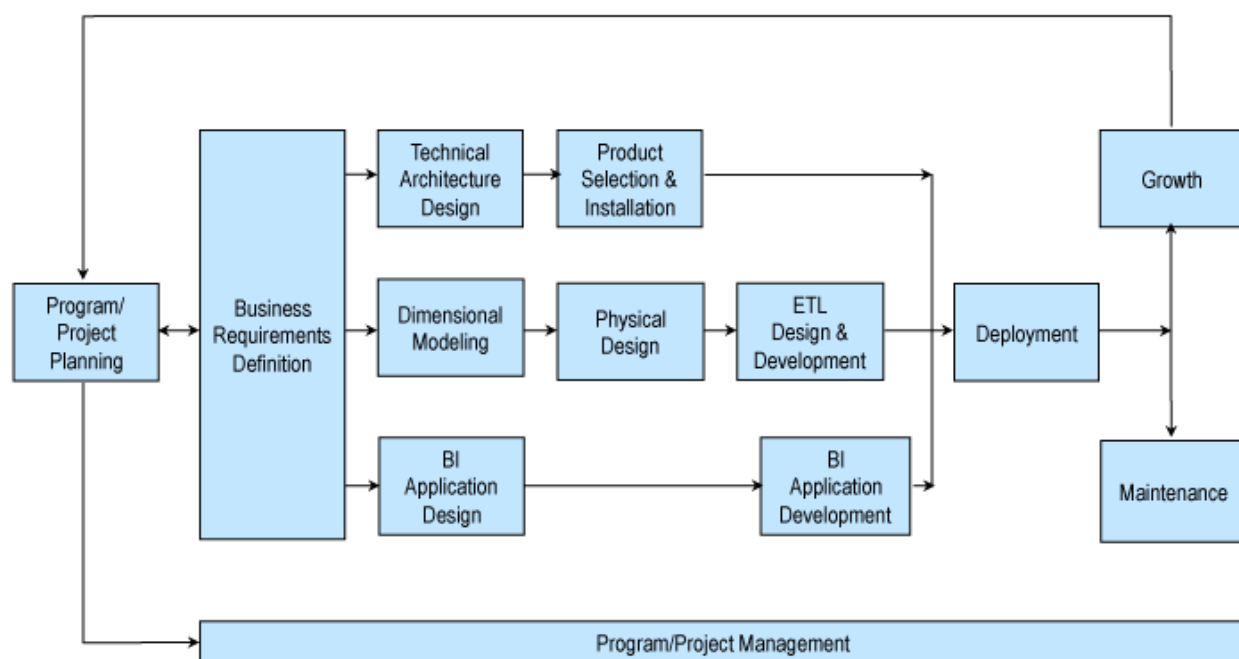 Technical
Architecture
Design
Product
Selection &
Installation
Growth
Program/
Project
Planning
Business
Requirements
Definition
Dimensional
Modeling
Physical
Design
ETL
Design &
Development
Deployment
BI
Application
Design
BI
Application
Development
Maintenance
Program/Project Management